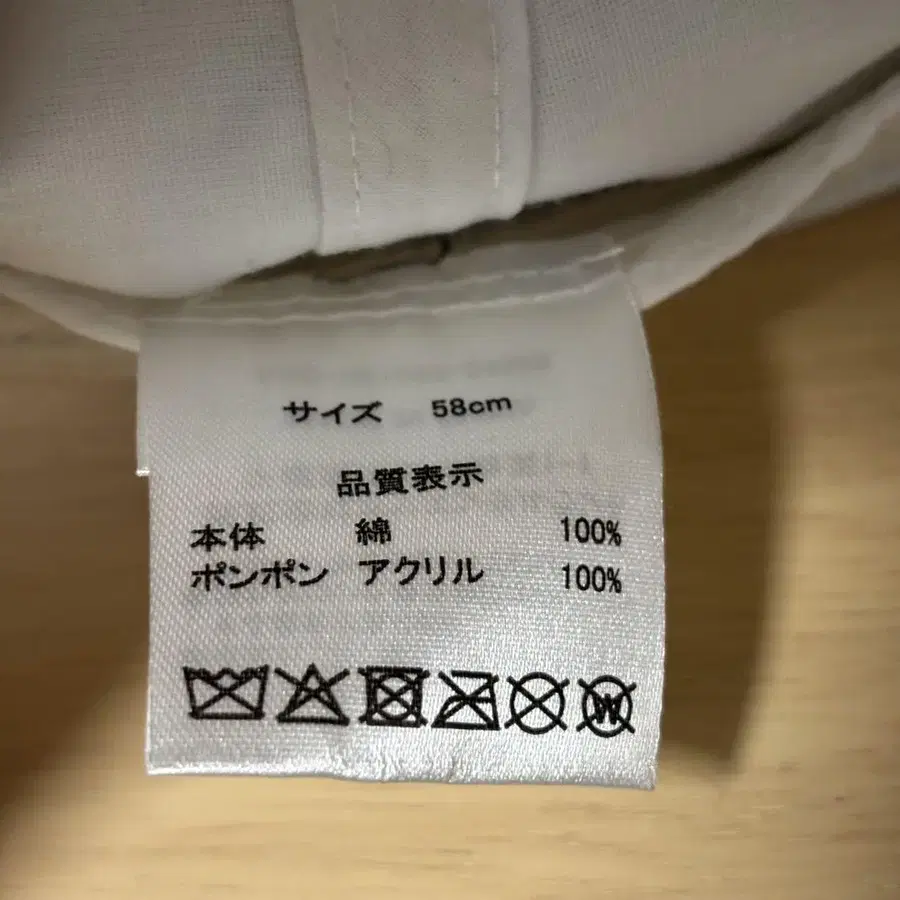 サイズ 58cm
品質表示
本体 綿 100%
ポンポン アクリル 100%
W